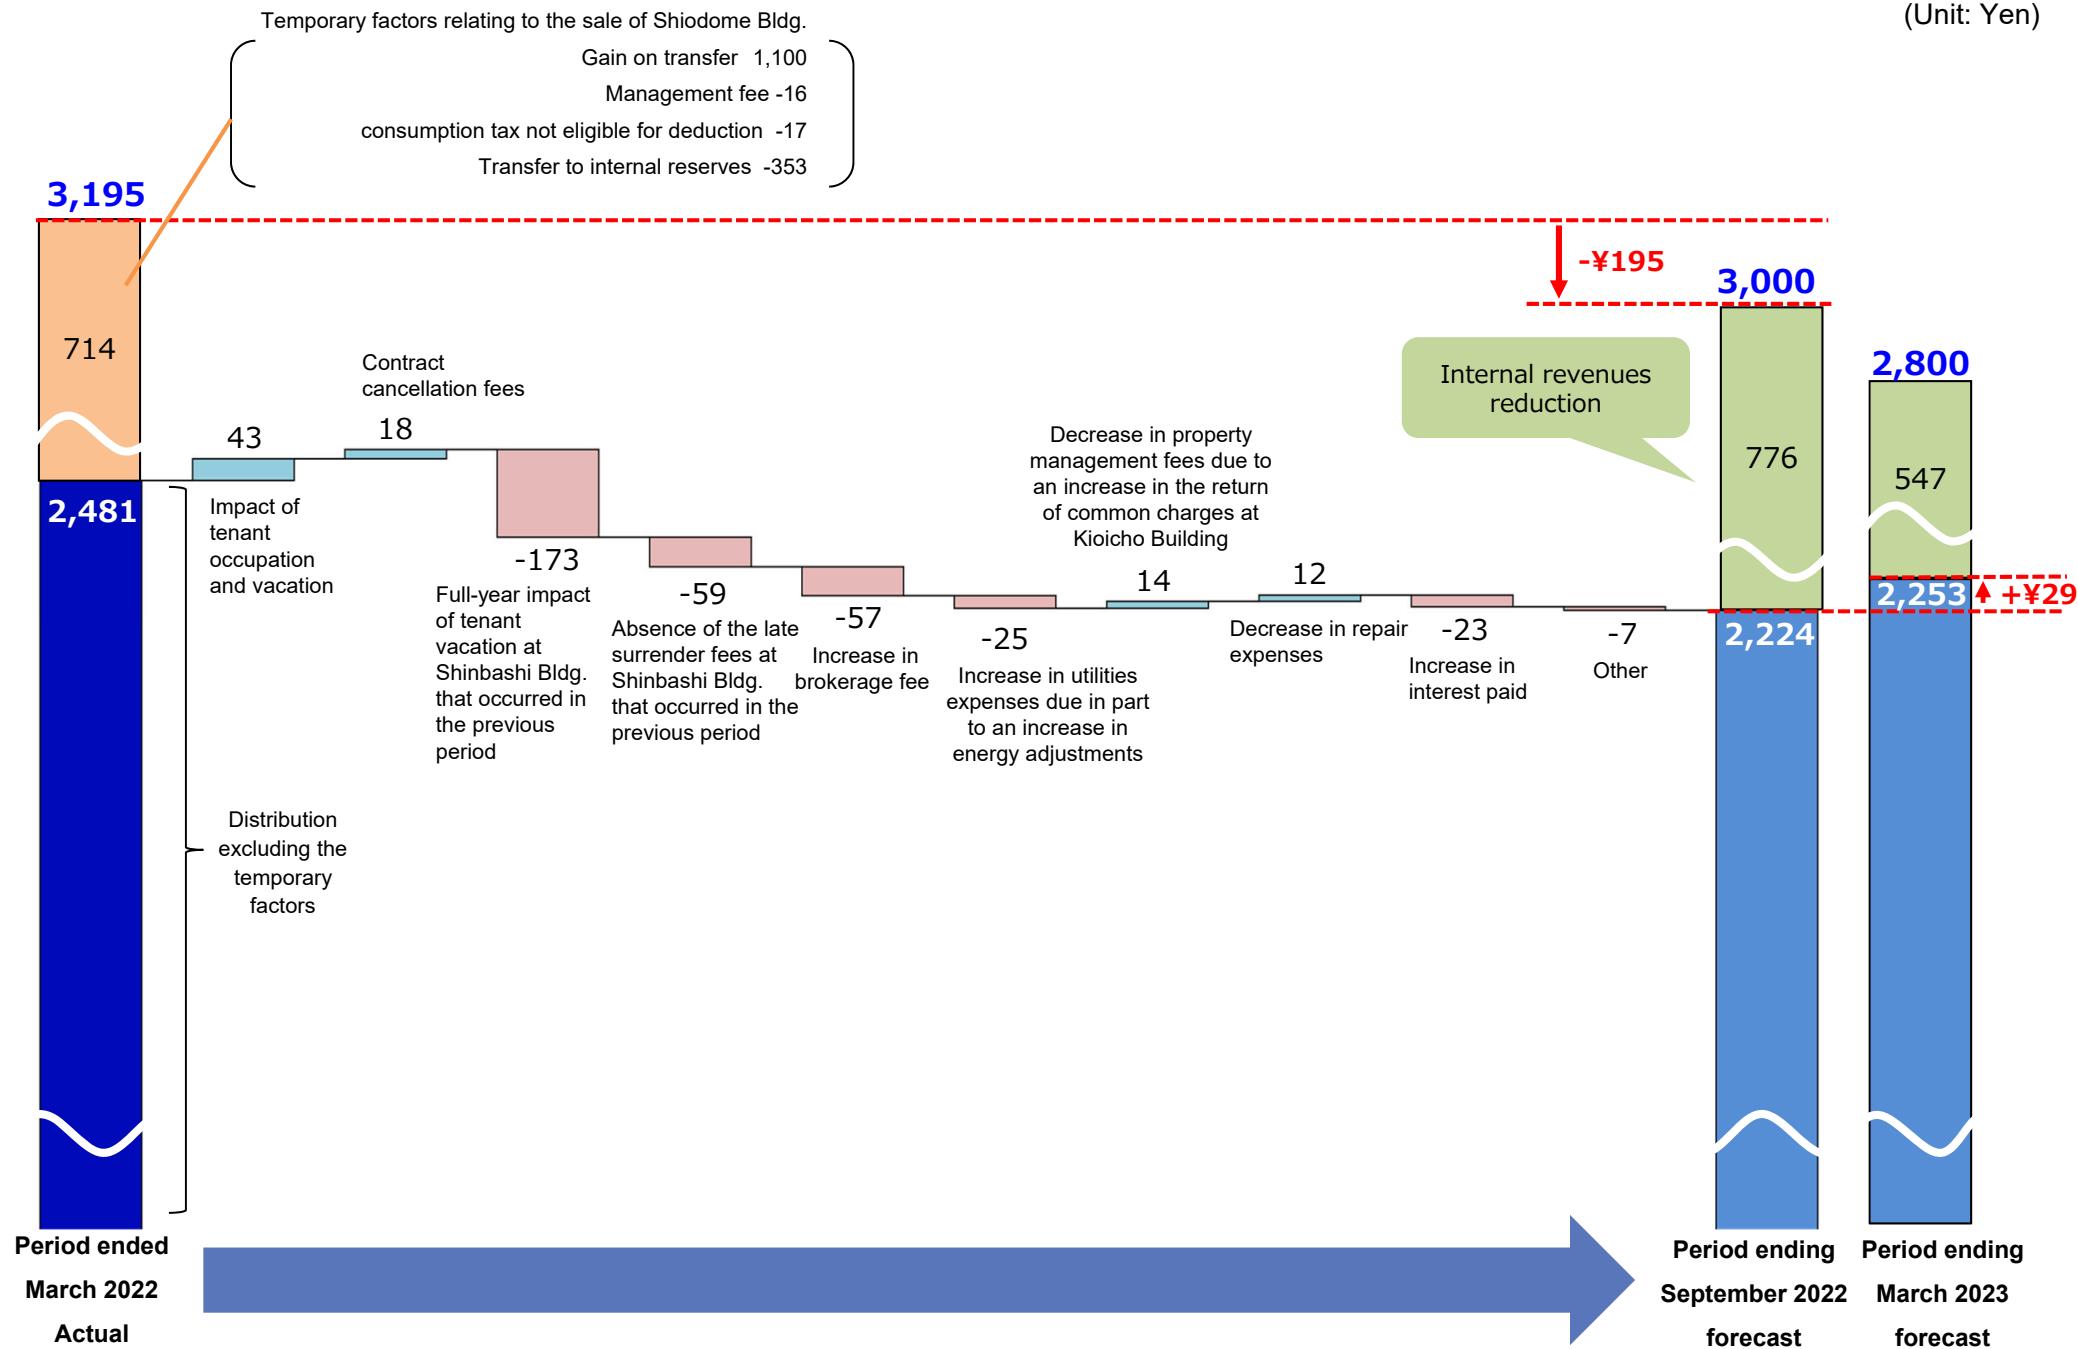 (Unit: Yen)
Temporary factors relating to the sale of Shiodome Bldg.
Gain on transfer 1,100
Management fee -16
consumption tax not eligible for deduction -17
Transfer to internal reserves -353
3,195
714
2,481
43
Impact of
tenant
occupation
and vacation
Contract
cancellation fees
18
-173
Full-year impact
of tenant
vacation at
Shinbashi Bldg.
that occurred in
the previous
period
-59
Absence of the late
surrender fees at
Shinbashi Bldg.
that occurred in the
previous period
-57
Increase in
brokerage fee
-25
Increase in utilities
expenses due in part
to an increase in
energy adjustments
Decrease in property
management fees due to
an increase in the return
of common charges at
Kioicho Building
14
12
Decrease in repair
expenses
-23
Increase in
interest paid
-7
Other
-¥195
Internal revenues
reduction
3,000
776
2,224
2,800
547
2,253
+¥29
Distribution
excluding the
temporary
factors
Period ended
March 2022
Actual
Period ending
September 2022
forecast
Period ending
March 2023
forecast